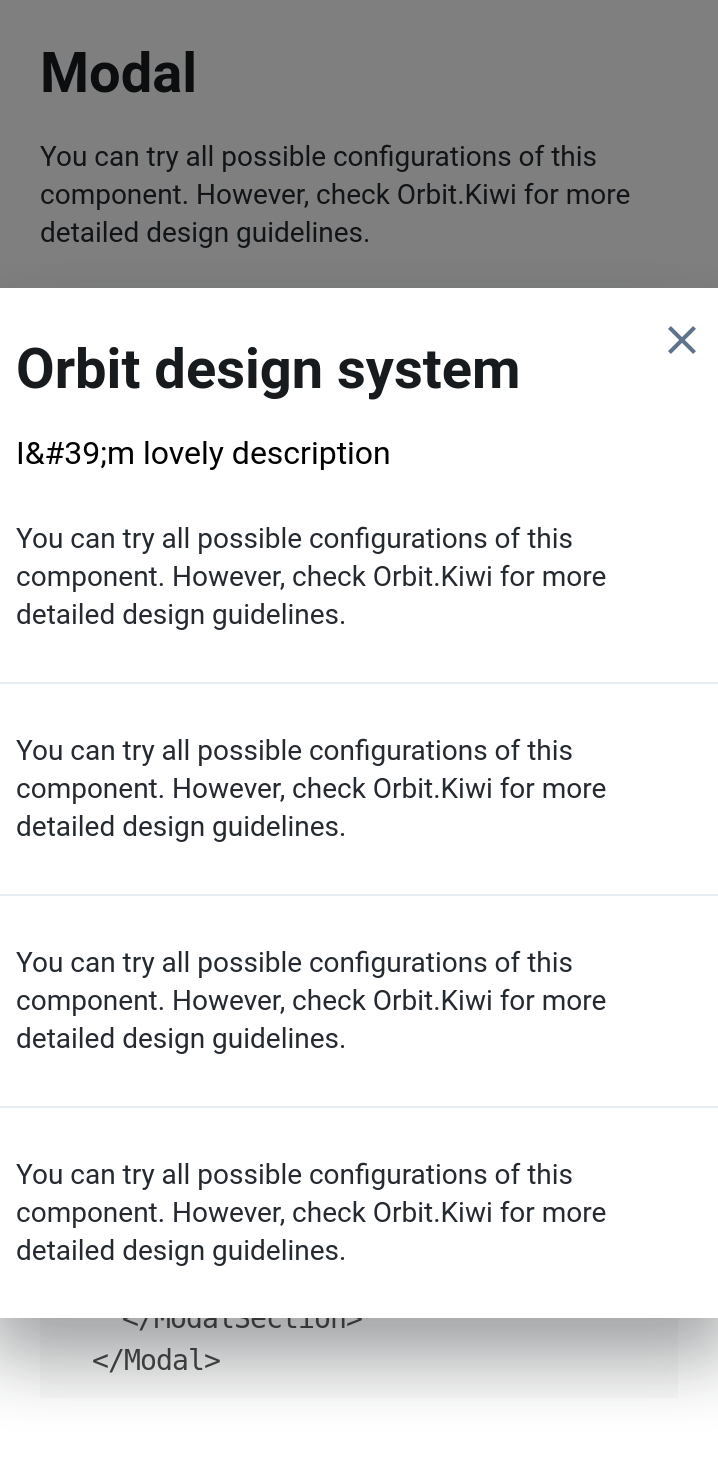 Modal
You can try all possible configurations of this
component. However, check Orbit.Kiwi for more
detailed design guidelines.
Orbit design system
I&#39;m lovely description
You can try all possible configurations of this
component. However, check Orbit.Kiwi for more
detailed design guidelines.
You can try all possible configurations of this
component. However, check Orbit.Kiwi for more
detailed design guidelines.
You can try all possible configurations of this
component. However, check Orbit.Kiwi for more
detailed design guidelines.
You can try all possible configurations of this
component. However, check Orbit.Kiwi for more
detailed design guidelines.
</ModalSection>
</Modal>